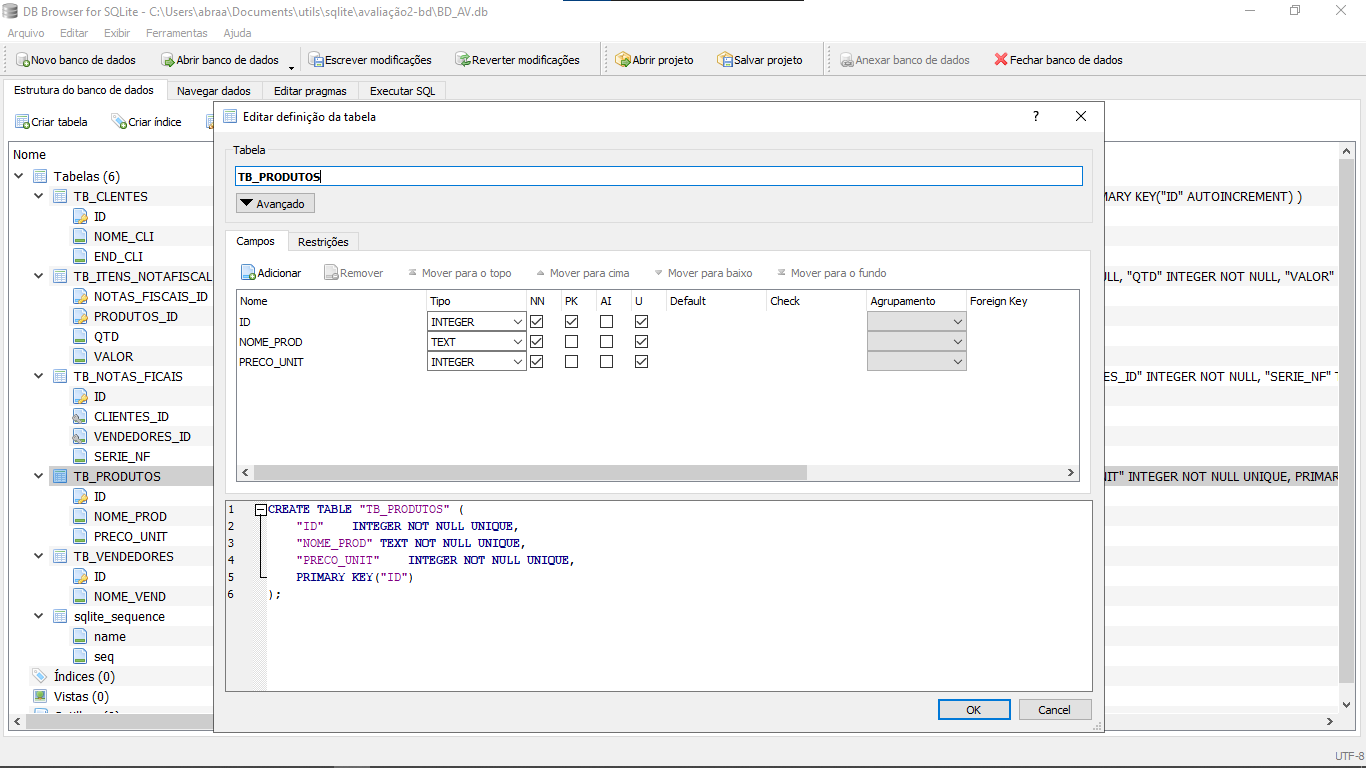 DB Browser for SQLite - C:\Users\abraa\Documents\utils\sqlite\avaliação2-bd\BD_AV.db
Arquivo Editar Exibir Ferramentas Ajuda
Novo banco de dados Abrir banco de dados Escrever modificações Reverter modificações Abrir projeto Salvar projeto Anexar banco de dados Fechar banco de dados
Estrutura do banco de dados Navegar dados Editar pragmas Executar SQL
Criar tabela Criar índice
Nome
Tabelas (6)
TB_CLENTES
ID
NOME_CLI
END_CLI
TB_ITENS_NOTAFISCAL
NOTAS_FISCAIS_ID
PRODUTOS_ID
QTD
VALOR
TB_NOTAS_FICAIS
ID
CLIENTES_ID
VENDEDORES_ID
SERIE_NF
TB_PRODUTOS
ID
NOME_PROD
PRECO_UNIT
TB_VENDEDORES
ID
NOME_VEND
sqlite_sequence
name
seq
Índices (0)
Vistas (0)
Editar definição da tabela ?
Tabela
TB_PRODUTOS
Avançado
Campos Restrições
Adicionar Remover Mover para o topo Mover para cima Mover para baixo Mover para o fundo
Nome Tipo NN PK AI U Default Check Agrupamento Foreign Key
ID INTEGER
NOME_PROD TEXT
PRECO_UNIT INTEGER
1 CREATE TABLE "TB_PRODUTOS" (
2 "ID" INTEGER NOT NULL UNIQUE,
3 "NOME_PROD" TEXT NOT NULL UNIQUE,
4 "PRECO_UNIT" INTEGER NOT NULL UNIQUE,
5 PRIMARY KEY("ID")
6 );
OK Cancel
KEY("ID" AUTOINCREMENT) )
"QTD" INTEGER NOT NULL, "VALOR"
INTEGER NOT NULL, "SERIE_NF"
INTEGER NOT NULL UNIQUE,
UTF-8